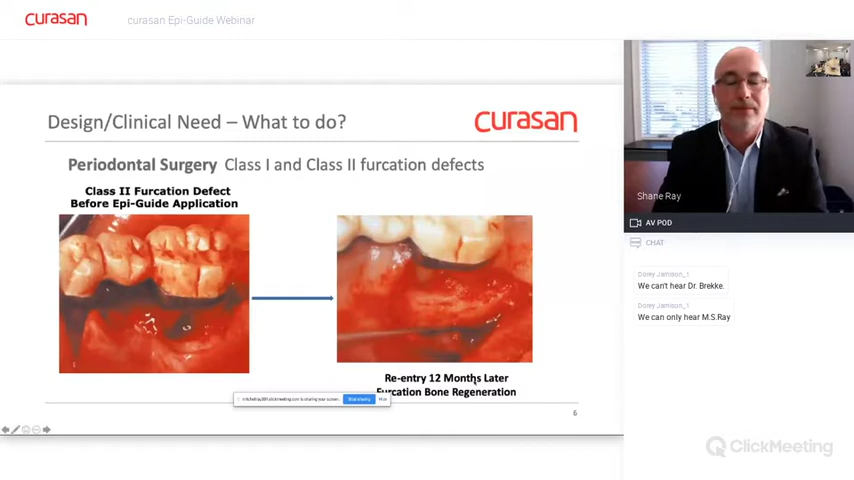 curasan
curasan Epi-Guide Webinar
Design/Clinical Need – What to do?
curasan
Periodontal Surgery Class I and Class II furcation defects
Class II Furcation Defect
Before Epi-Guide Application
Re-entry 12 Months Later
Furcation Bone Regeneration
Stop sharing
Hide
6
Shane Ray
AV POD
CHAT
Dorey Jamison_1
We can't hear Dr. Brekke.
Dorey Jamison_1
We can only hear M.S.Ray
ClickMeeting